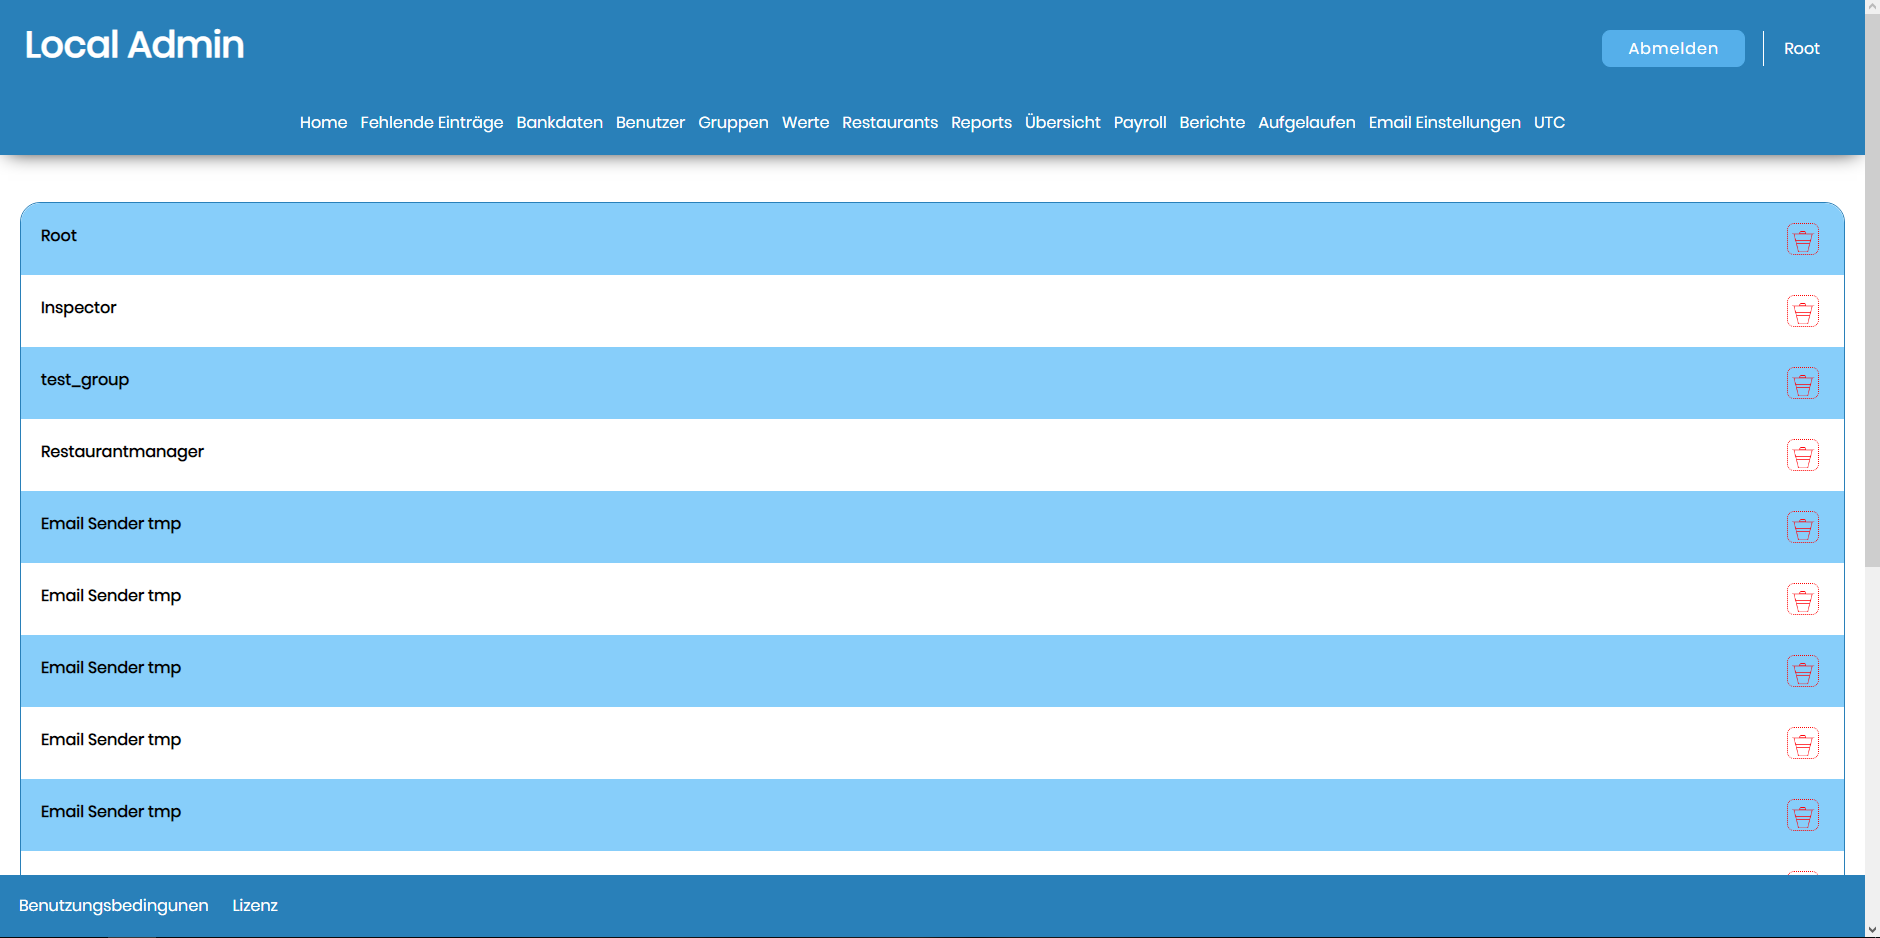 Local Admin
Abmelden
Root
Home Fehlende Einträge Bankdaten Benutzer Gruppen Werte Restaurants Reports Übersicht Payroll Berichte Aufgelaufen Email Einstellungen UTC
Root
Inspector
test_group
Restaurantmanager
Email Sender tmp
Email Sender tmp
Email Sender tmp
Email Sender tmp
Email Sender tmp
Benutzungsbedingunen Lizenz